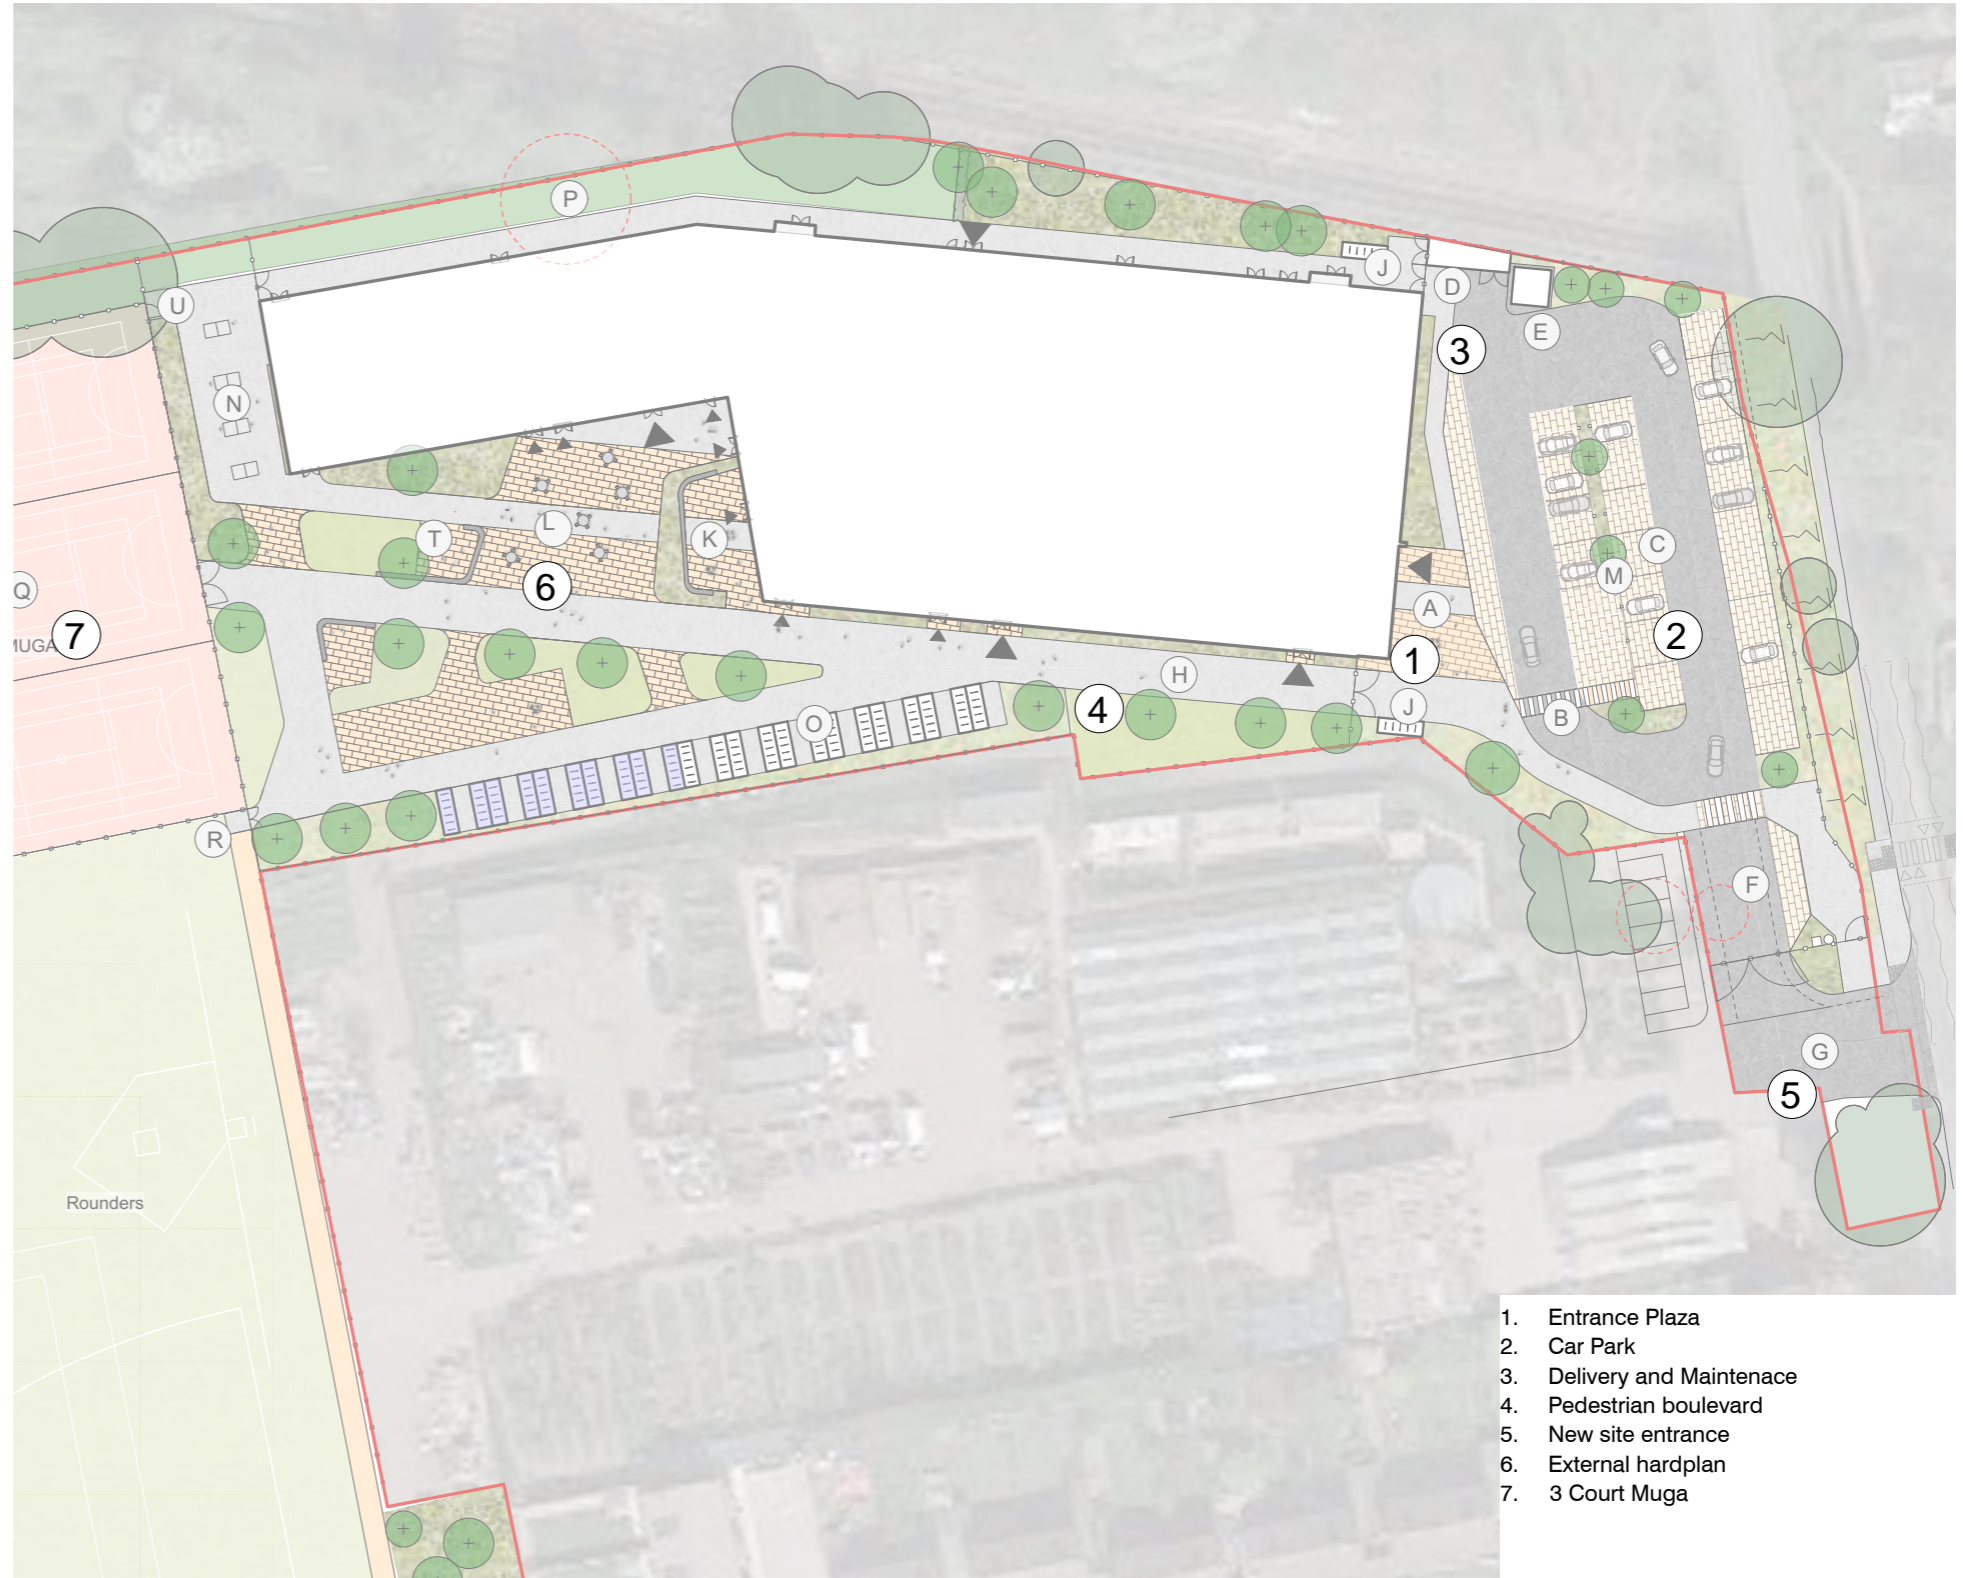 P
J
D
U
E
3
N
T
L
K
C
6
M
Q
A
MUGA
7
2
1
H
4
J
B
O
R
F
G
5
Rounders
1. Entrance Plaza
2. Car Park
3. Delivery and Maintenace
4. Pedestrian boulevard
5. New site entrance
6. External hardplan
7. 3 Court Muga